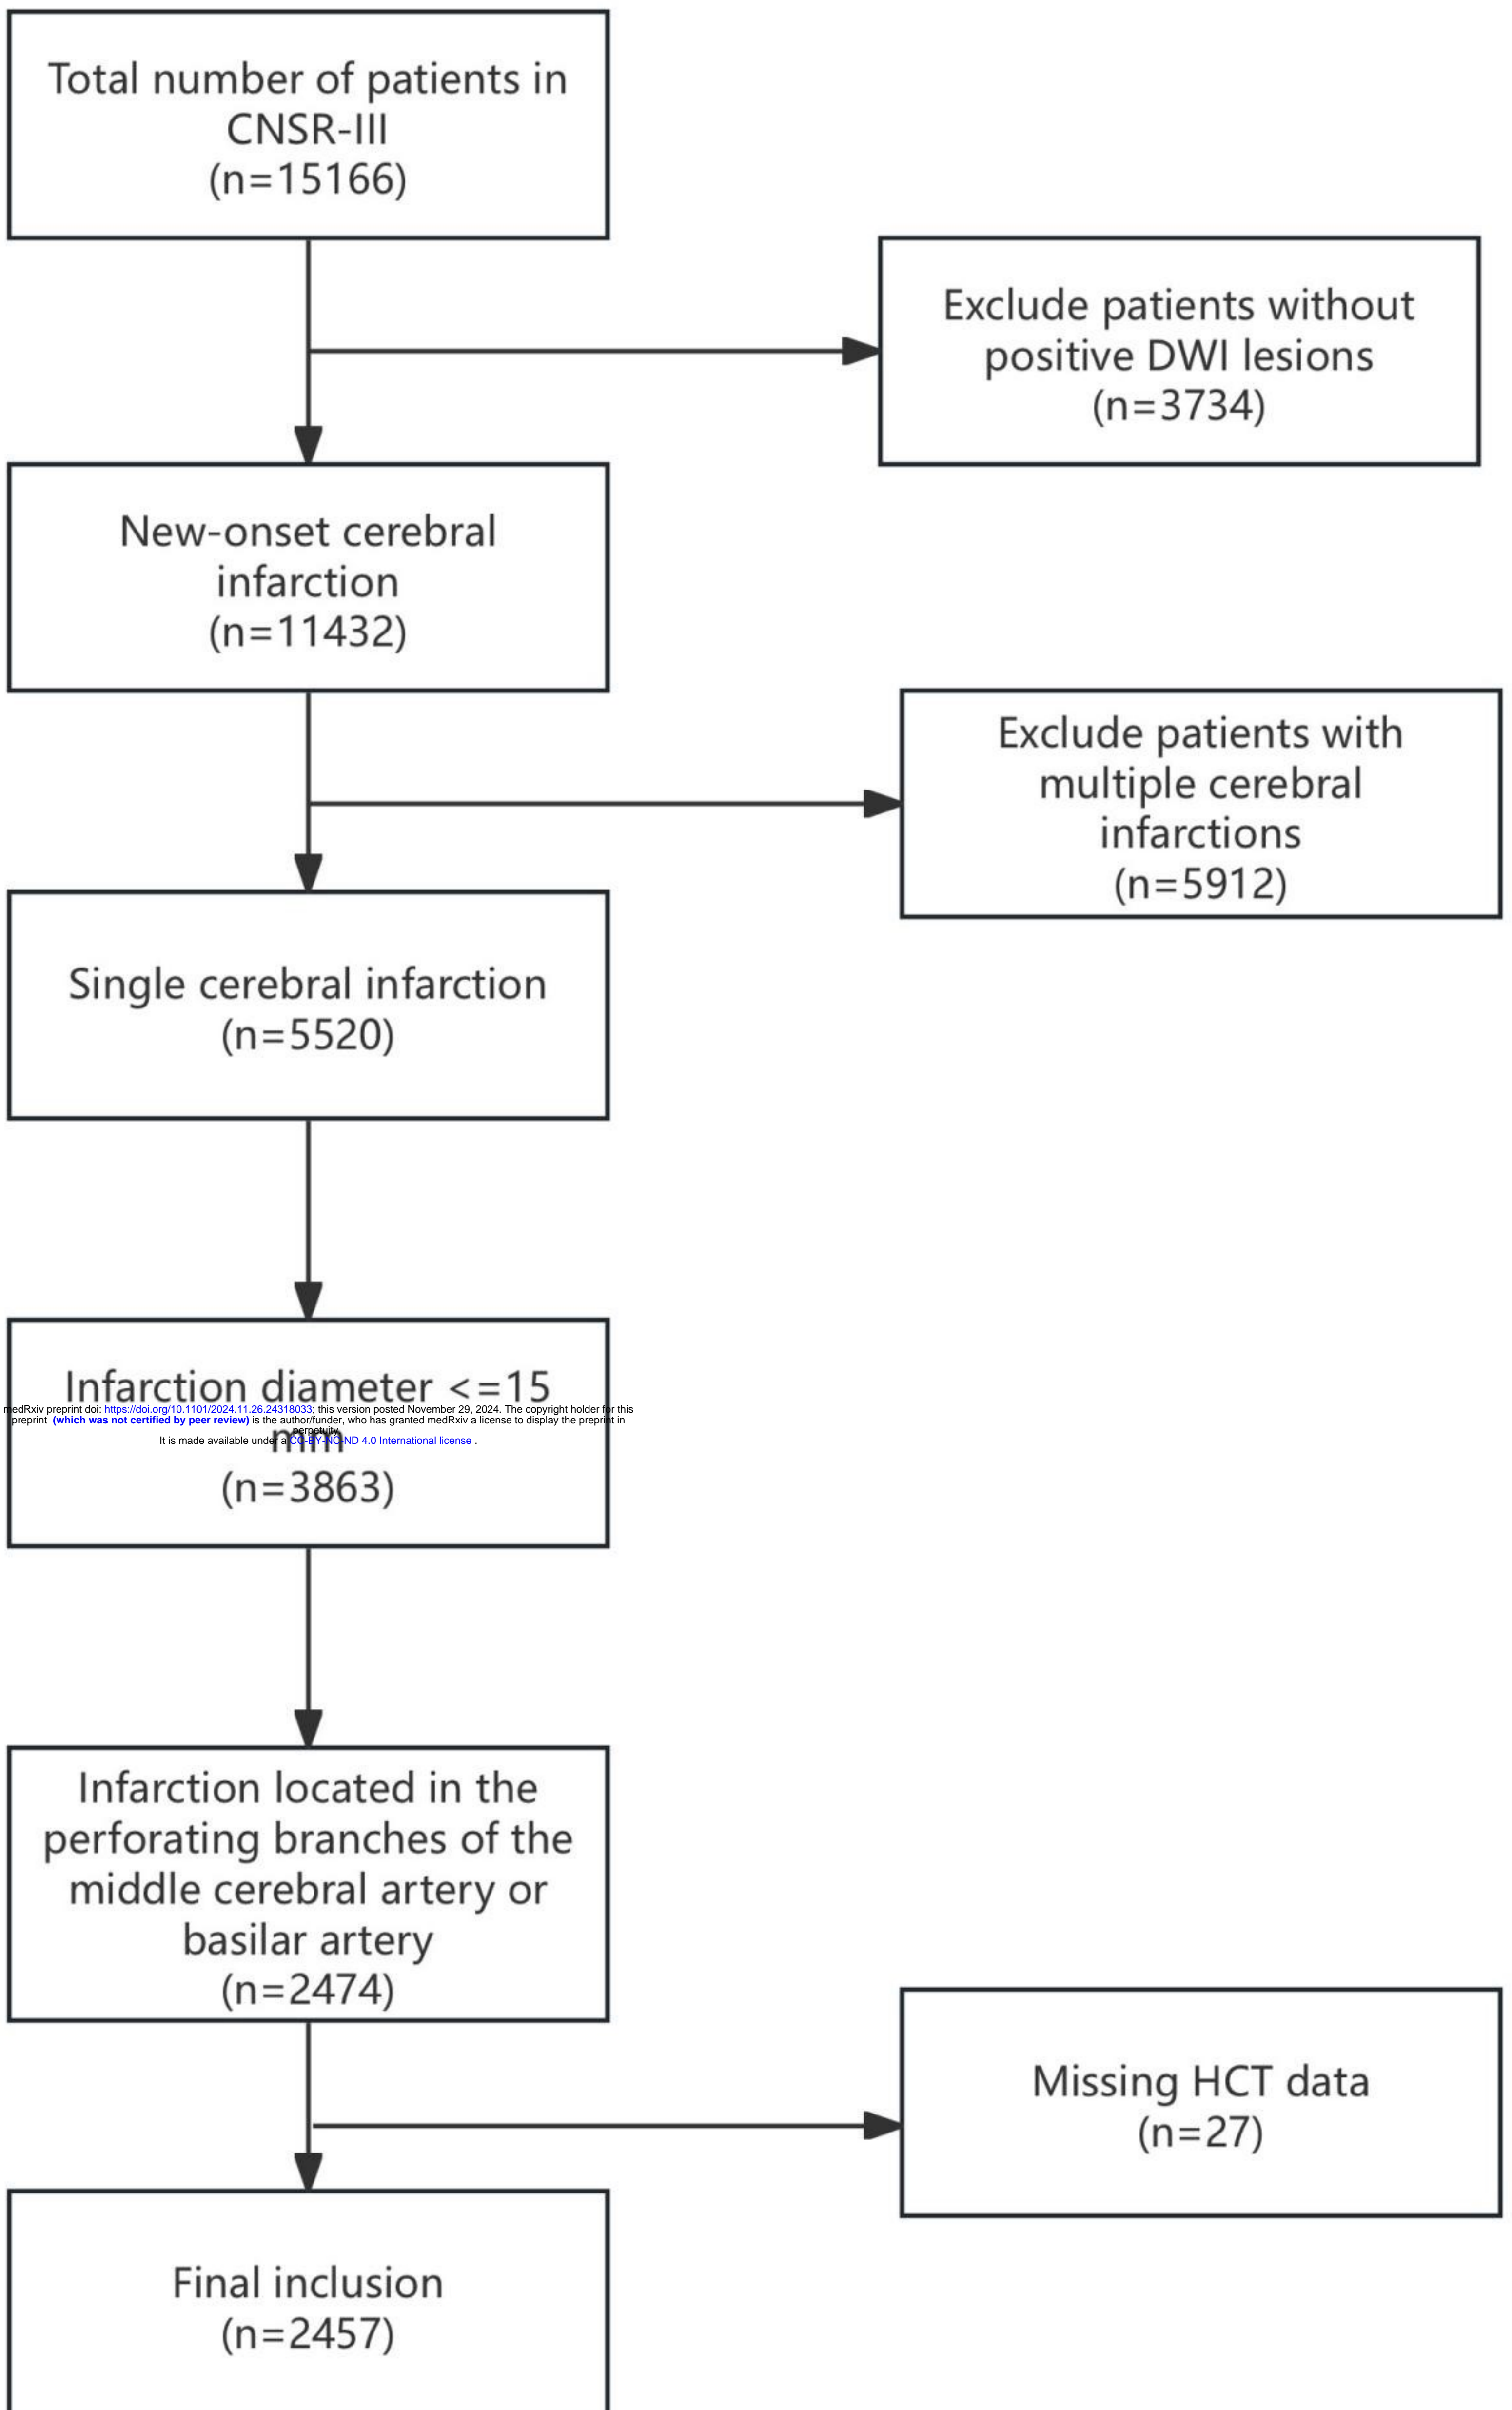 Total number of patients in
CNSR-III
(n=15166)
Exclude patients without
positive DWI lesions
(n=3734)
New-onset cerebral
infarction
(n=11432)
Exclude patients with
multiple cerebral
infarctions
(n=5912)
Single cerebral infarction
(n=5520)
Infarction diameter <=15
medRxiv preprint doi: https://doi.org/10.1101/2024.11.26.24318033; this version posted November 29, 2024. The copyright holder for this
preprint (which was not certified by peer review) is the author/funder, who has granted medRxiv a license to display the preprint in
perpetuity.
mm
It is made available under a CC-BY-NC-ND 4.0 International license .
(n=3863)
Infarction located in the
perforating branches of the
middle cerebral artery or
basilar artery
(n=2474)
Missing HCT data
(n=27)
Final inclusion
(n=2457)